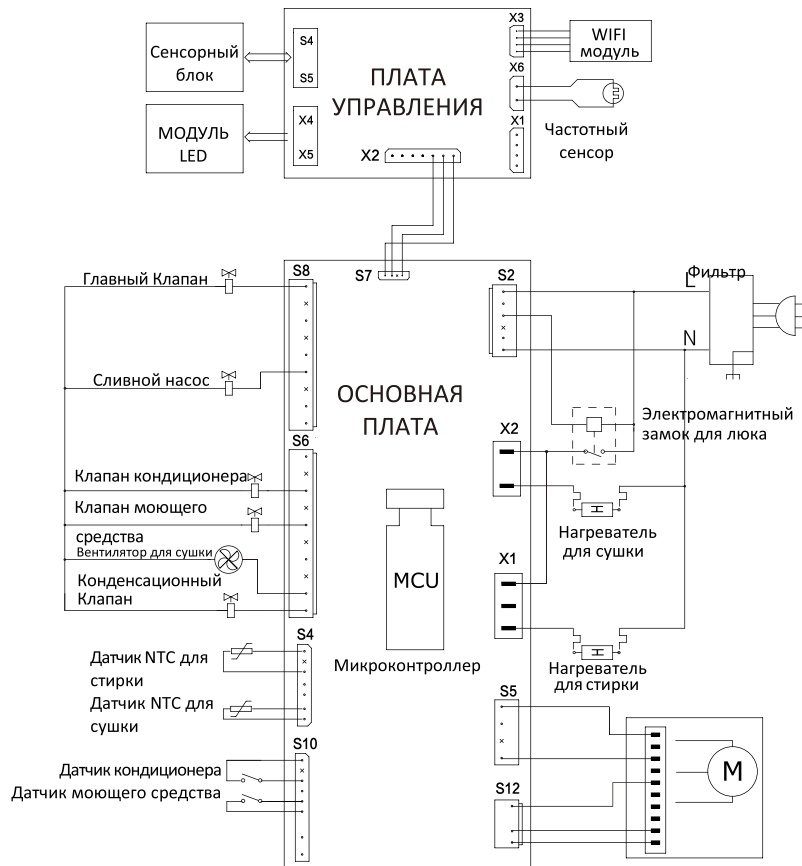 Сенсорный
блок
S4
S5
ПЛАТА
УПРАВЛЕНИЯ
X3
WIFI
модуль
X6
Частотный
сенсор
X1
МОДУЛЬ
LED
X4
X5
X2
S7
Главный Клапан
S8
S2
Фильтр
L
N
Сливной насос
ОСНОВНАЯ
ПЛАТА
Электромагнитный
замок для люка
S6
X2
Клапан кондиционера
Клапан моющего
средства
Вентилятор для сушки
Конденсационный
Клапан
Нагреватель
для сушки
MCU
Микроконтроллер
X1
Нагреватель
для стирки
S4
Датчик NTC для
стирки
Датчик NTC для
сушки
S5
M
S10
Датчик кондиционера
Датчик моющего средства
S12